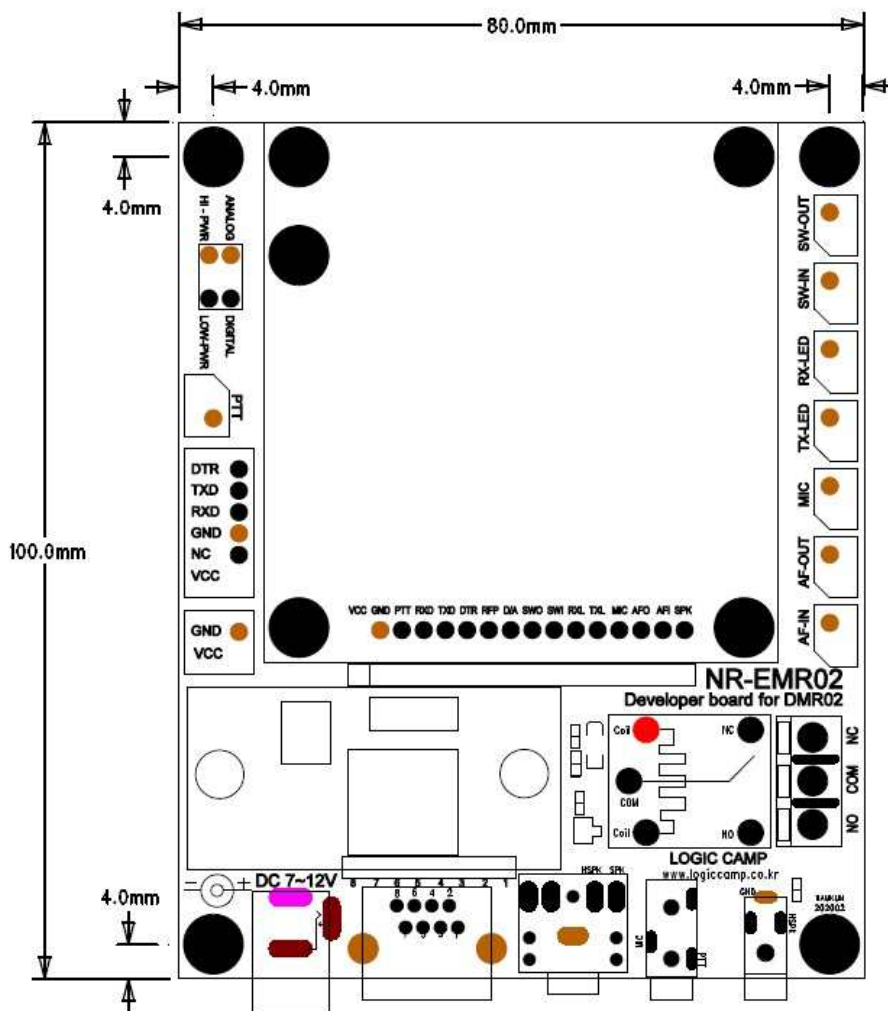 80.0mm
4.0mm
4.0mm
4.0mm
100.0mm
4.0mm
HI - PWR
ANALOG
LOW-PWR
DIGITAL
PTT
DTR
TXD
RXD
GND
NC
VCC
GND
VCC
SW-OUT
SW-IN
RX-LED
TX-LED
MIC
AF-OUT
AF-IN
VCC GND PTT RXD TXD DTR RFP D/A SWO SWI RXL TXL MIC AFO AFI SPK
NR-EMR02
Developer board for DMR02
Coil
NC
COM
Coil
NO
NC
COM
NO
LOGIC CAMP
www.logiccamp.co.kr
− +
DC 7~12V
8 7 6 5 4 3 2 1
8 6 4 2
HSPK SPK
MIC
PTT
GND
HSPK
202002